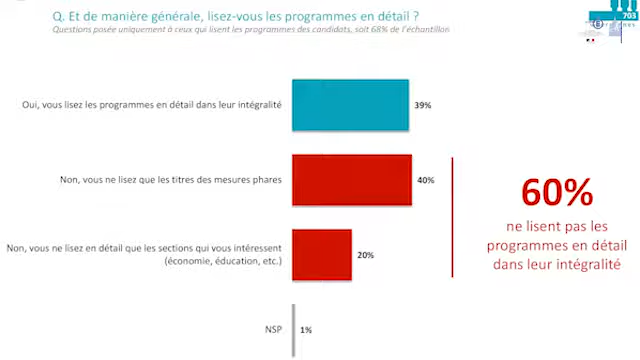 Q. Et de manière générale, lisez-vous les programmes en détail ?
Questions posée uniquement à ceux qui lisent les programmes des candidats, soit 68% de l'échantillon
703
Oui, vous lisez les programmes en détail dans leur intégralité
39%
Non, vous ne lisez que les titres des mesures phares
40%
Non, vous ne lisez en détail que les sections qui vous intéressent
(économie, éducation, etc.)
20%
NSP
1%
60%
ne lisent pas les
programmes en détail
dans leur intégralité